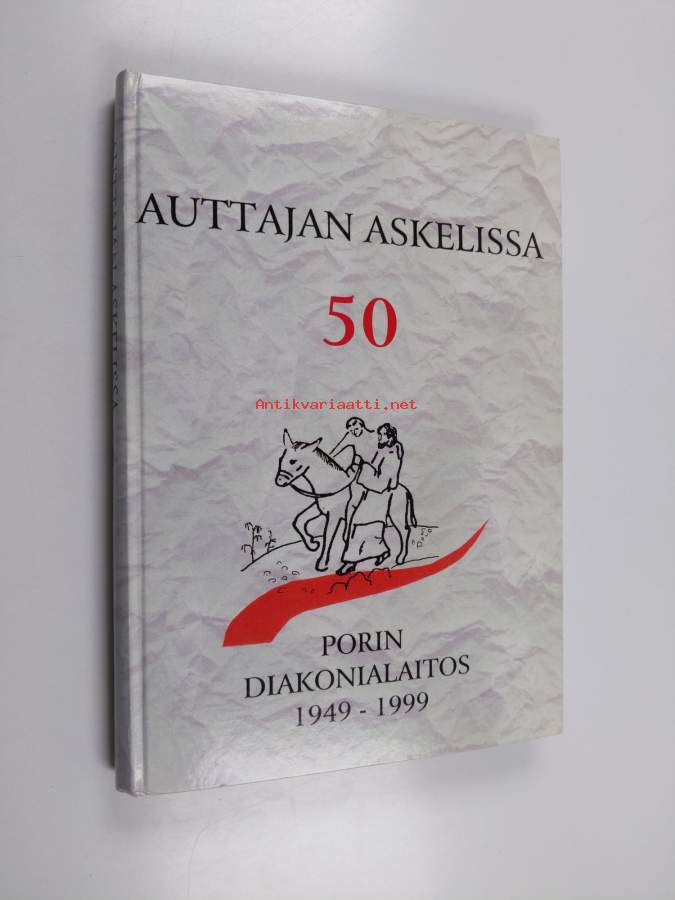 AUTTAJAN ASKELISSA
50
Antikvariaatti.net
PORIN
DIAKONIALAITOS
1949 - 1999
AUTTAJAN ASKELISSA